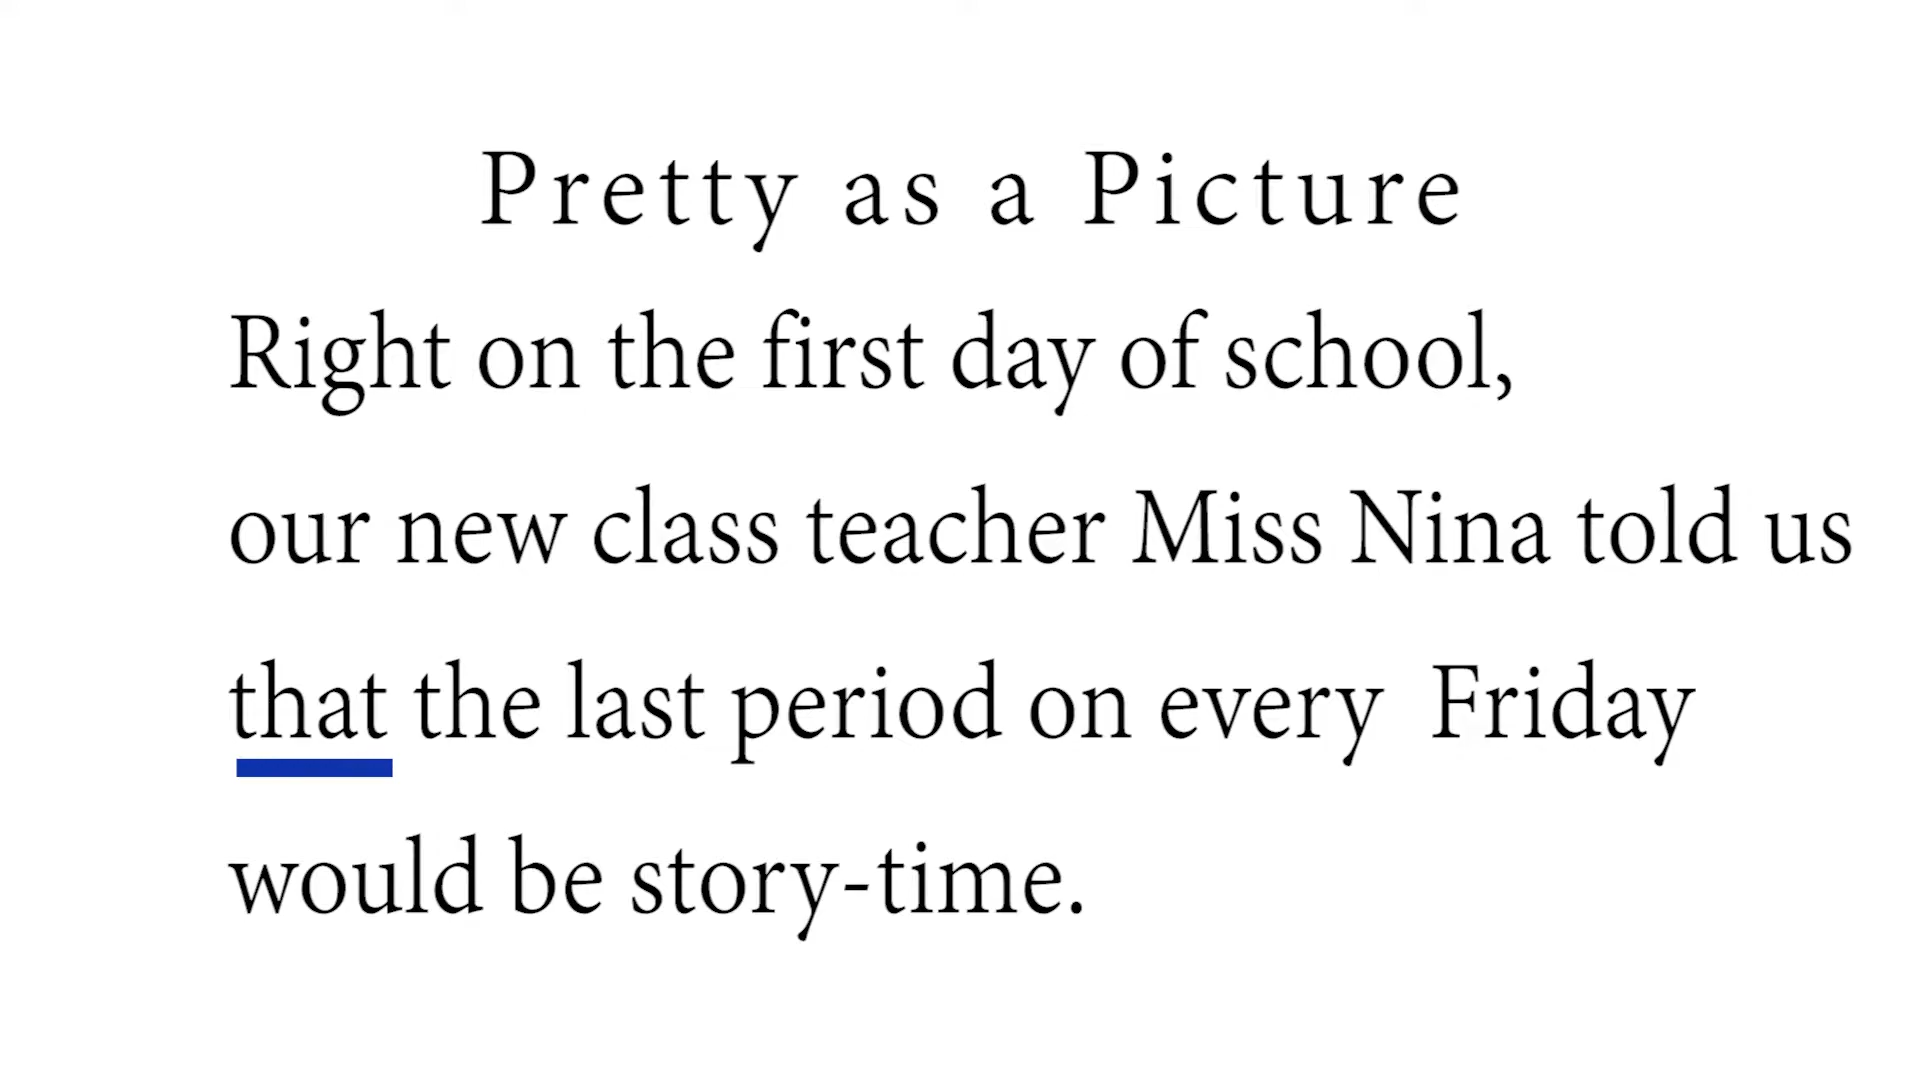 Pretty as a Picture
Right on the first day of school,
our new class teacher Miss Nina told us
that the last period on every Friday
would be story-time.